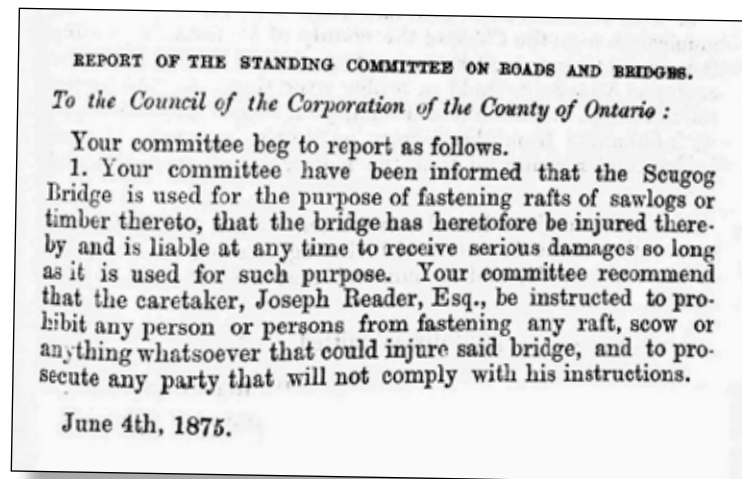 REPORT OF THE STANDING COMMITTEE ON ROADS AND BRIDGES.
To the Council of the Corporation of the County of Ontario :
Your committee beg to report as follows.
1. Your committee have been informed that the Scugog
Bridge is used for the purpose of fastening rafts of sawlogs or
timber thereto, that the bridge has heretofore be injured there-
by and is liable at any time to receive serious damages so long
as it is used for such purpose. Your committee recommend
that the caretaker, Joseph Reader, Esq., be instructed to pro-
hibit any person or persons from fastening any raft, scow or
anything whatsoever that could injure said bridge, and to pro-
secute any party that will not comply with his instructions.
June 4th, 1875.